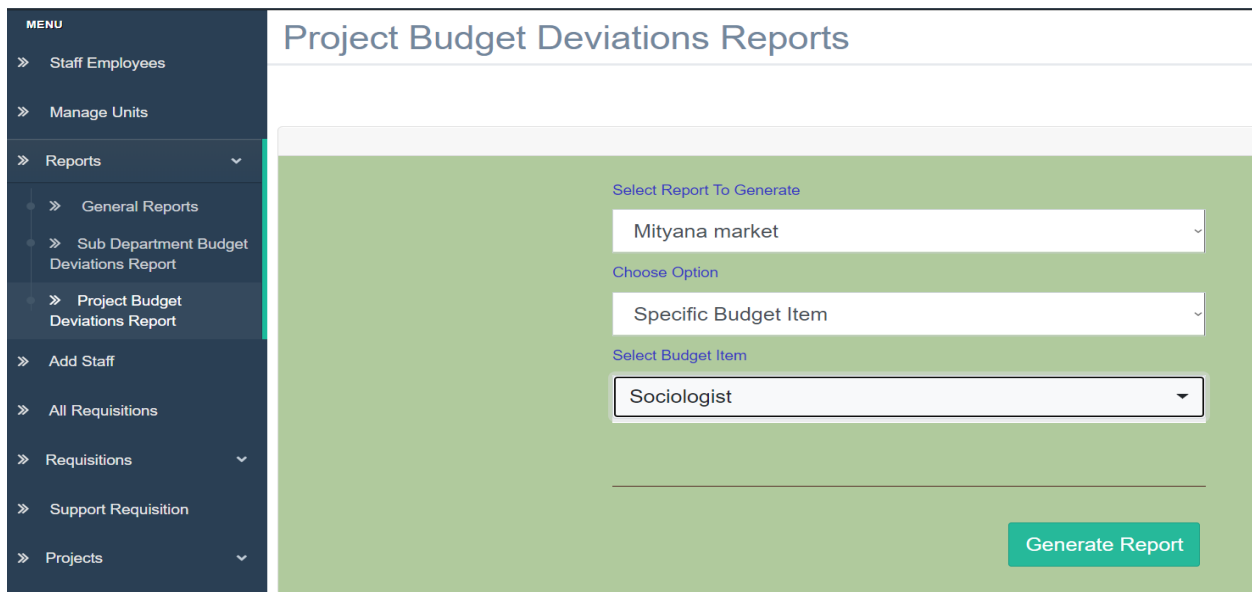 MENU
Staff Employees
Manage Units
Reports
General Reports
Sub Department Budget
Deviations Report
Project Budget
Deviations Report
Add Staff
All Requisitions
Requisitions
Support Requisition
Projects
Project Budget Deviations Reports
Select Report To Generate
Mityana market
Choose Option
Specific Budget Item
Select Budget Item
Sociologist
Generate Report